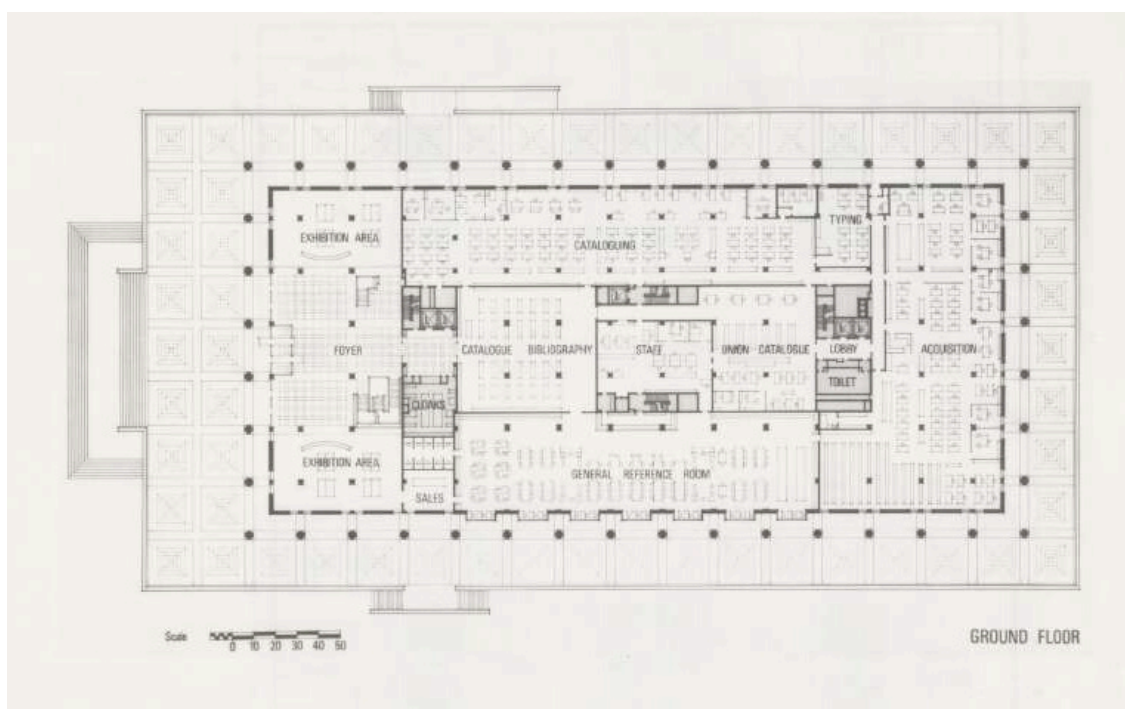 TYPING
EXHIBITION AREA
CATALOGUING
FOYER
CATALOGUE BIBLIOGRAPHY
STAFF
UNION CATALOGUE
LOBBY
ACQUISITION
TOILET
CLOAKS
EXHIBITION AREA
GENERAL REFERENCE ROOM
SALES
Scale
0 10 20 30 40 50
GROUND FLOOR